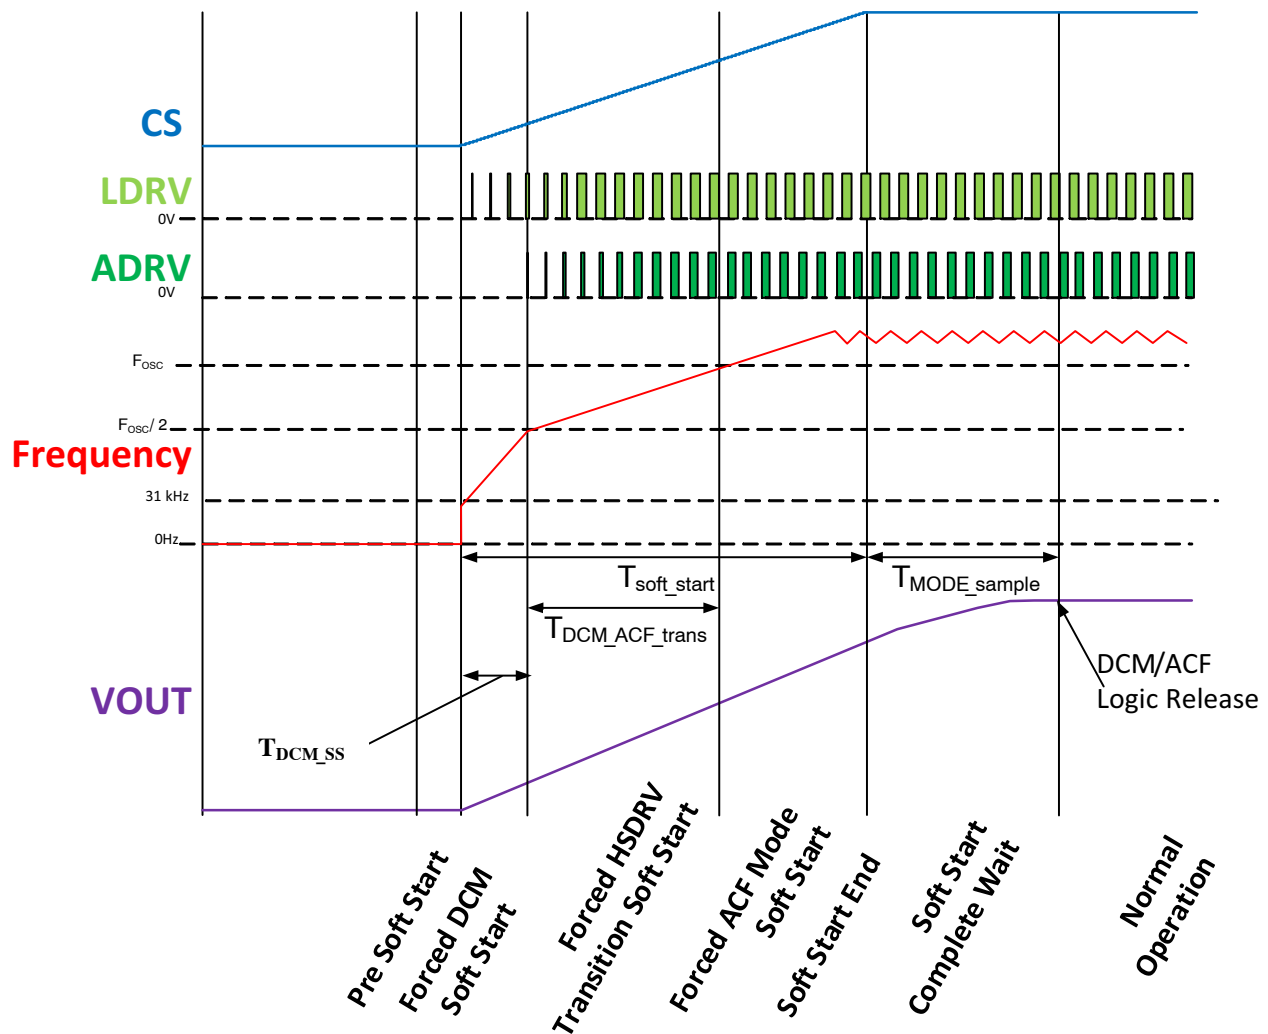 CS
LDRV
0V
ADRV
0V
FOSC
FOSC/ 2
Frequency
31 kHz
0Hz
Tsoft_start
TMODE_sample
TDCM_ACF_trans
DCM/ACF
Logic Release
VOUT
TDCM_SS
Pre Soft Start
Forced DCM
Soft Start
Forced HSDRV
Transition Soft Start
Forced ACF Mode
Soft Start
Soft Start End
Soft Start
Complete Wait
Normal
Operation